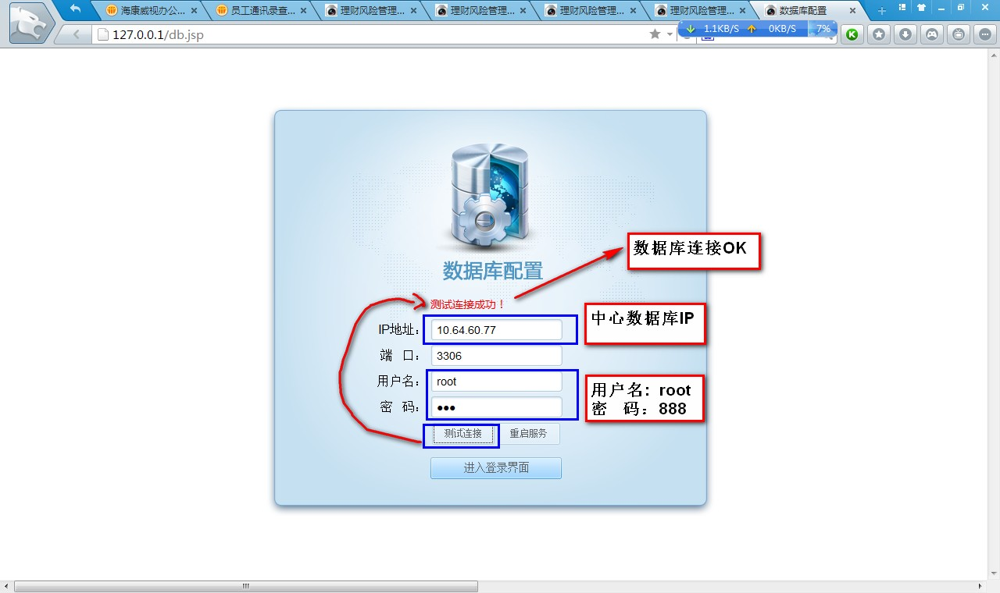 海康威视办公...
员工通讯录查...
理财风险管理...
理财风险管理...
理财风险管理...
理财风险管理...
数据库配置
127.0.0.1/db.jsp
1.1KB/S
0KB/S
7%
K
数据库配置
数据库连接OK
测试连接成功！
IP地址：
10.64.60.77
中心数据库IP
端 口：
3306
用户名：
root
用户名：root
密 码：
●●●
密 码：888
测试连接
重启服务
进入登录界面